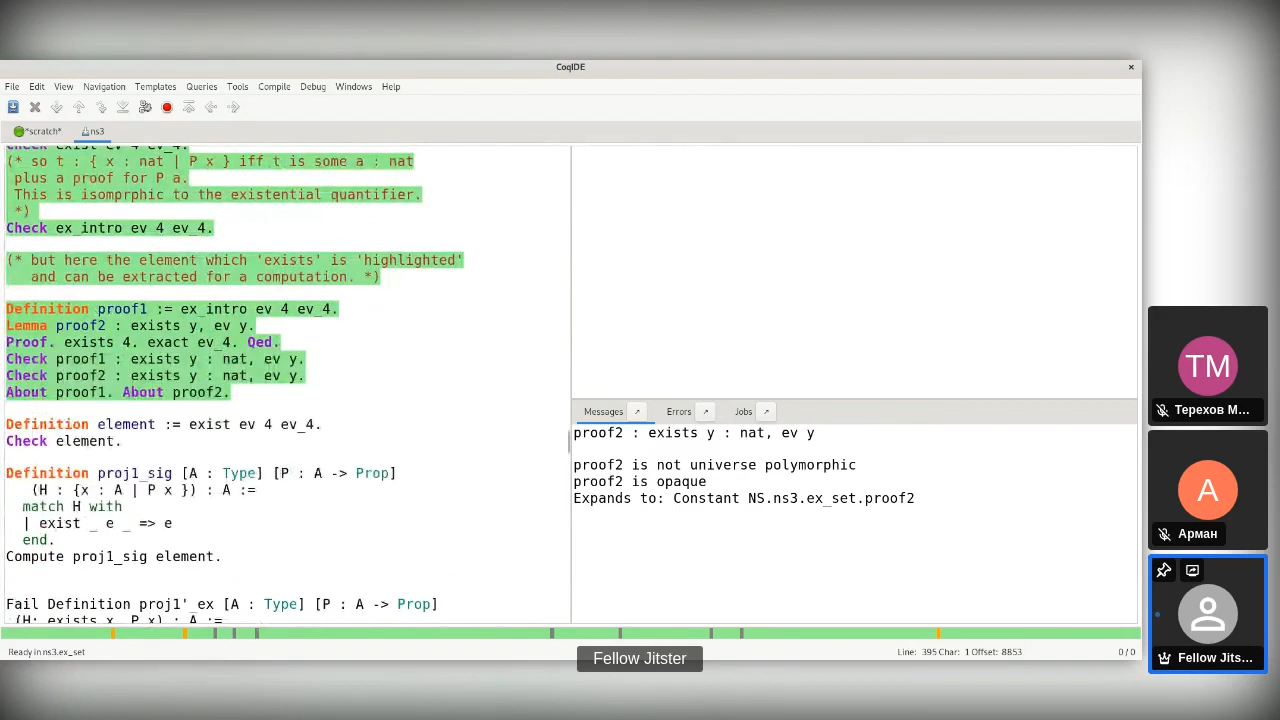 CoqIDE
File Edit View Navigation Templates Queries Tools Compile Debug Windows Help
*scratch* ns3
Check exist ev 4 ev_4.
(* so t : { x : nat | P x } iff t is some a : nat
plus a proof for P a.
This is isomprphic to the existential quantifier.
*)
Check ex_intro ev 4 ev_4.
(* but here the element which 'exists' is 'highlighted'
and can be extracted for a computation. *)
Definition proof1 := ex_intro ev 4 ev_4.
Lemma proof2 : exists y, ev y.
Proof. exists 4. exact ev_4. Qed.
Check proof1 : exists y : nat, ev y.
Check proof2 : exists y : nat, ev y.
About proof1. About proof2.
Definition element := exist ev 4 ev_4.
Check element.
Definition proj1_sig [A : Type] [P : A -> Prop]
(H : {x : A | P x }) : A :=
match H with
| exist _ e _ => e
end.
Compute proj1_sig element.
Fail Definition proj1'_ex [A : Type] [P : A -> Prop]
(H: exists x, P x) : A :=
Messages Errors Jobs
proof2 : exists y : nat, ev y
proof2 is not universe polymorphic
proof2 is opaque
Expands to: Constant NS.ns3.ex_set.proof2
Ready in ns3.ex_set
Line: 395 Char: 1 Offset: 8853
0 / 0
Fellow Jitster
TM
Терехов М...
A
Арман
Fellow Jits...